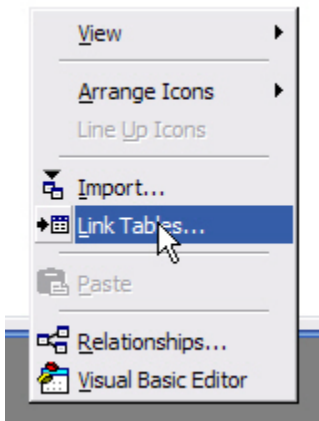 View
Arrange Icons
Line Up Icons
Import...
Link Tables...
Paste
Relationships...
Visual Basic Editor